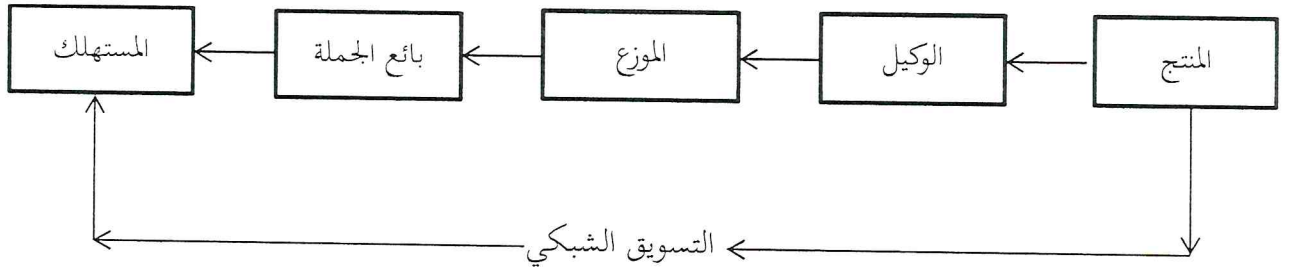 المنتج
الوكيل
الموزع
بائع الجملة
المستهلك
التسويق الشبكي